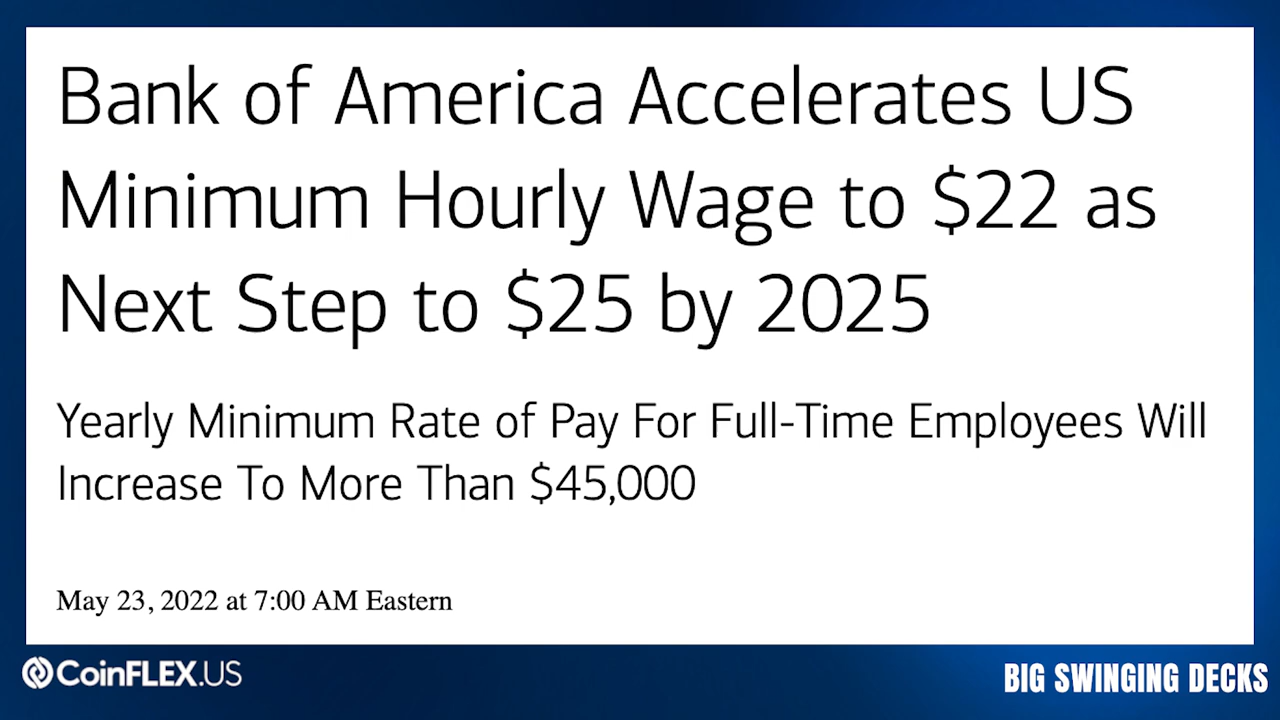 Bank of America Accelerates US
Minimum Hourly Wage to $22 as
Next Step to $25 by 2025
Yearly Minimum Rate of Pay For Full-Time Employees Will
Increase To More Than $45,000
May 23, 2022 at 7:00 AM Eastern
CoinFLEX.US
BIG SWINGING DECKS